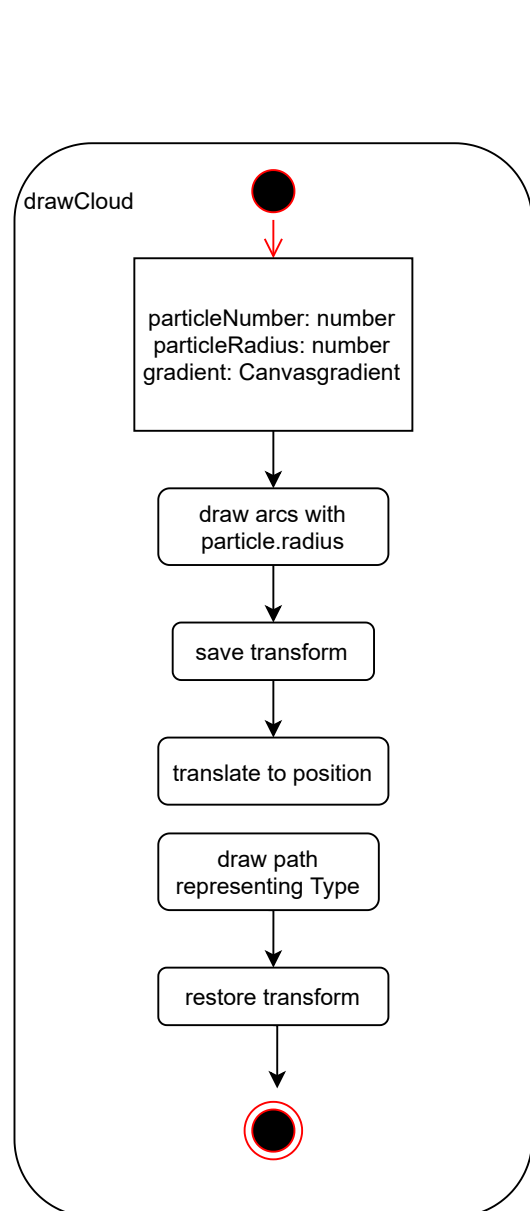 drawCloud
particleNumber: number
particleRadius: number
gradient: Canvasgradient
draw arcs with
particle.radius
save transform
translate to position
draw path
representing Type
restore transform